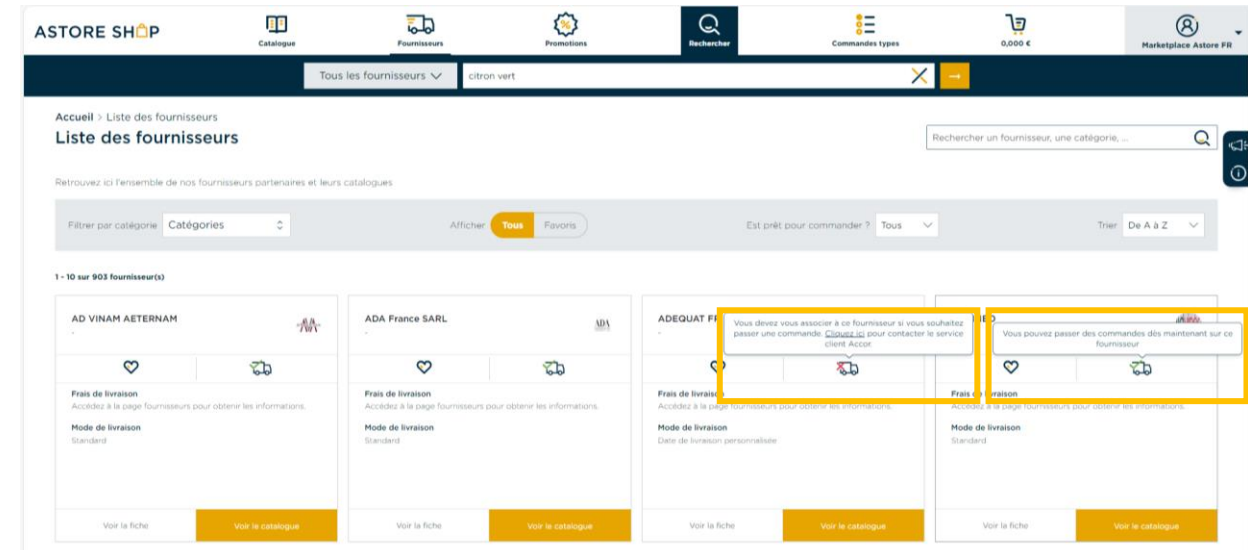 ASTORE SHOP
Catalogue
Fournisseurs
Promotions
Rechercher
Commandes types
0,000 €
Marketplace Astore FR
Tous les fournisseurs
citron vert
Accueil > Liste des fournisseurs
Liste des fournisseurs
Rechercher un fournisseur, une catégorie, ...
Retrouvez ici l'ensemble de nos fournisseurs partenaires et leurs catalogues
Filtrer par catégorie
Catégories
Afficher
Tous
Favoris
Est prêt pour commander ?
Tous
Trier
De A à Z
1 - 10 sur 903 fournisseur(s)
AD VINAM AETERNAM
-
Frais de livraison
Accédez à la page fournisseurs pour obtenir les informations.
Mode de livraison
Standard
Voir la fiche
Voir le catalogue
ADA France SARL
ADA
-
Frais de livraison
Accédez à la page fournisseurs pour obtenir les informations.
Mode de livraison
Standard
Voir la fiche
Voir le catalogue
ADEQUAT
-
Vous devez vous associer à ce fournisseur si vous souhaitez
passer une commande. Cliquez ici pour contacter le service
client Accor.
Frais de livraison
Accédez à la page fournisseurs pour obtenir les informations.
Mode de livraison
Date de livraison personnalisée
Voir la fiche
Voir le catalogue
Vous pouvez passer des commandes dès maintenant sur ce
fournisseur
Frais de livraison
Accédez à la page fournisseurs pour obtenir les informations.
Mode de livraison
Standard
Voir la fiche
Voir le catalogue